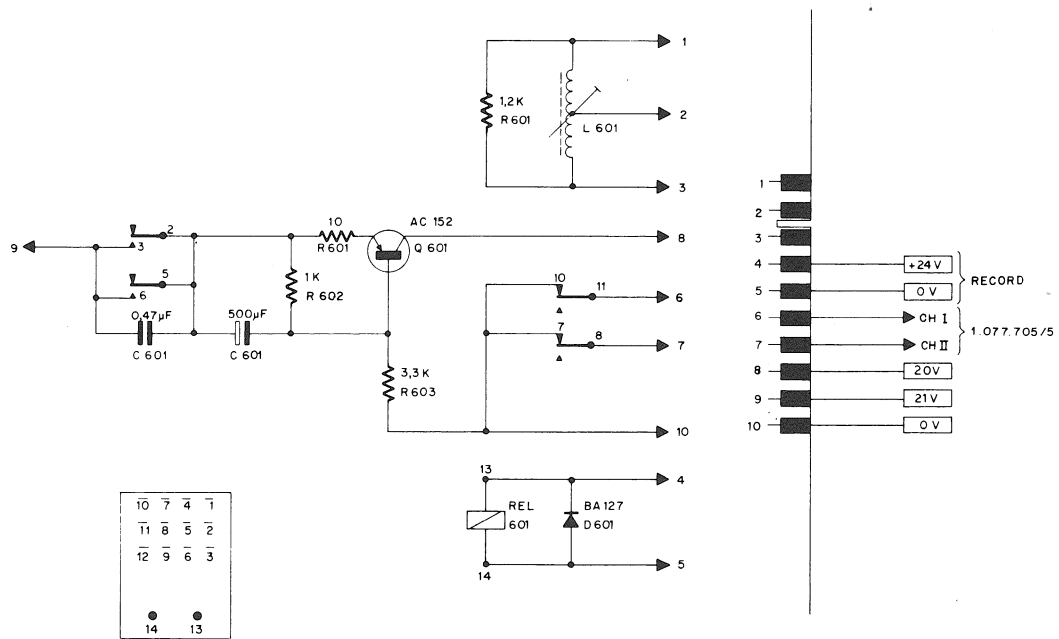 1
1,2K
R 601
L 601
2
3
9
2
3
5
6
0,47µF
C 601
500µF
C 601
10
R 601
1K
R 602
AC 152
Q 601
8
10
11
6
7
8
7
3,3K
R 603
10
13
REL
601
14
BA 127
D 601
4
5
10 7 4 1
11 8 5 2
12 9 6 3
14 13
1
2
3
4 +24V
5 0V
RECORD
6 CH I
7 CH II
1.077.705/5
8 20V
9 21V
10 0V